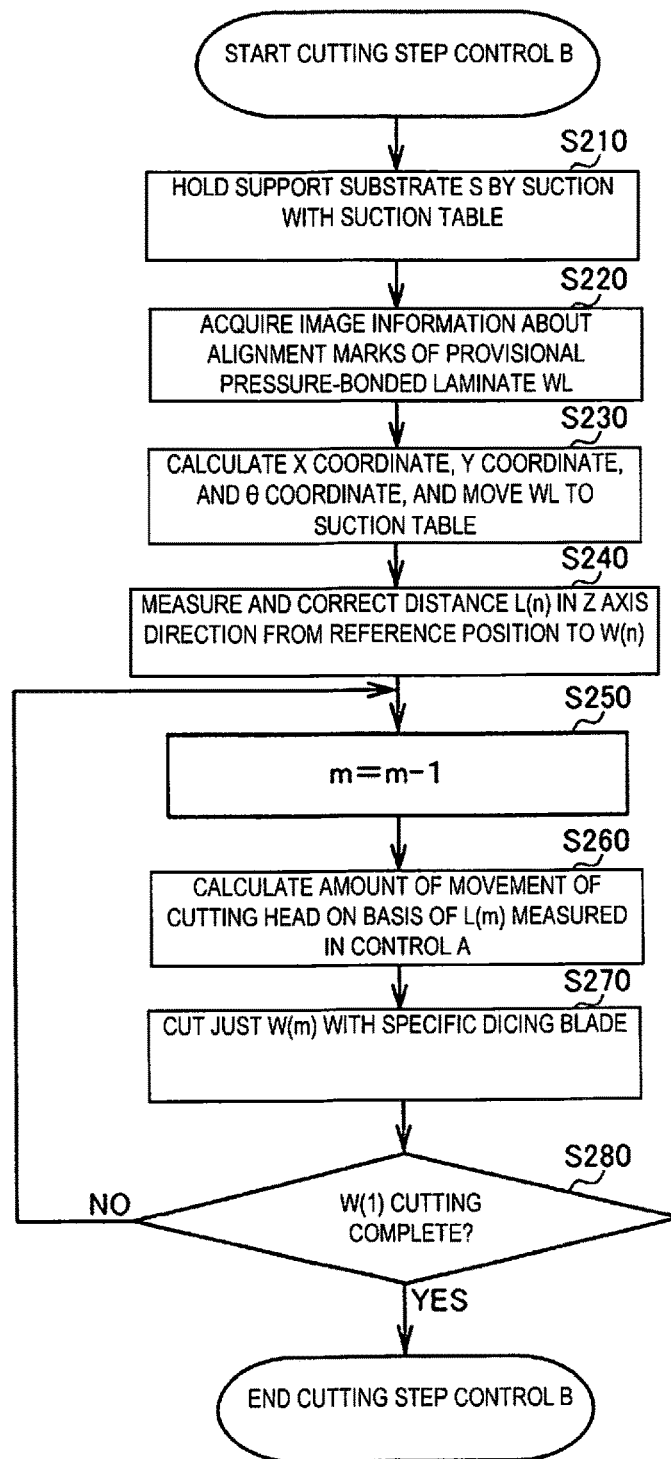 START CUTTING STEP CONTROL B
S210
HOLD SUPPORT SUBSTRATE S BY SUCTION
WITH SUCTION TABLE
S220
ACQUIRE IMAGE INFORMATION ABOUT
ALIGNMENT MARKS OF PROVISIONAL
PRESSURE-BONDED LAMINATE WL
S230
CALCULATE X COORDINATE, Y COORDINATE,
AND θ COORDINATE, AND MOVE WL TO
SUCTION TABLE
S240
MEASURE AND CORRECT DISTANCE L(n) IN Z AXIS
DIRECTION FROM REFERENCE POSITION TO W(n)
S250
m=m-1
S260
CALCULATE AMOUNT OF MOVEMENT OF
CUTTING HEAD ON BASIS OF L(m) MEASURED
IN CONTROL A
S270
CUT JUST W(m) WITH SPECIFIC DICING BLADE
S280
NO
W(1) CUTTING
COMPLETE?
YES
END CUTTING STEP CONTROL B